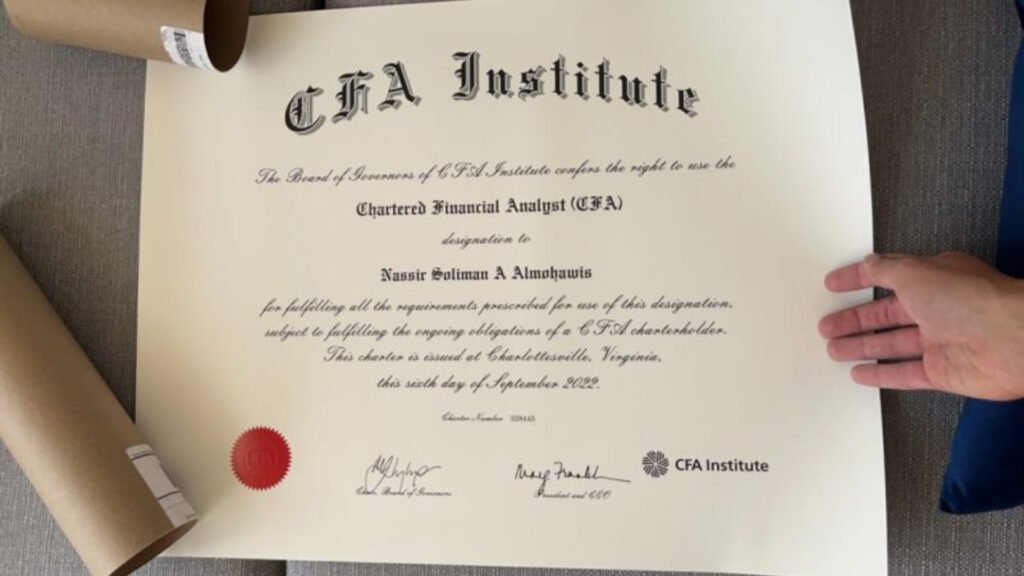 CFA Institute
The Board of Governors of CFA Institute confers the right to use the
Chartered Financial Analyst (CFA)
designation to
Nassir Soliman A Almohawis
for fulfilling all the requirements prescribed for use of this designation,
subject to fulfilling the ongoing obligations of a CFA charterholder.
This charter is issued at Charlottesville, Virginia,
this sixth day of September 2022.
Charter Number
CFA
CFA Institute
Chair, Board of Governors
President and CEO